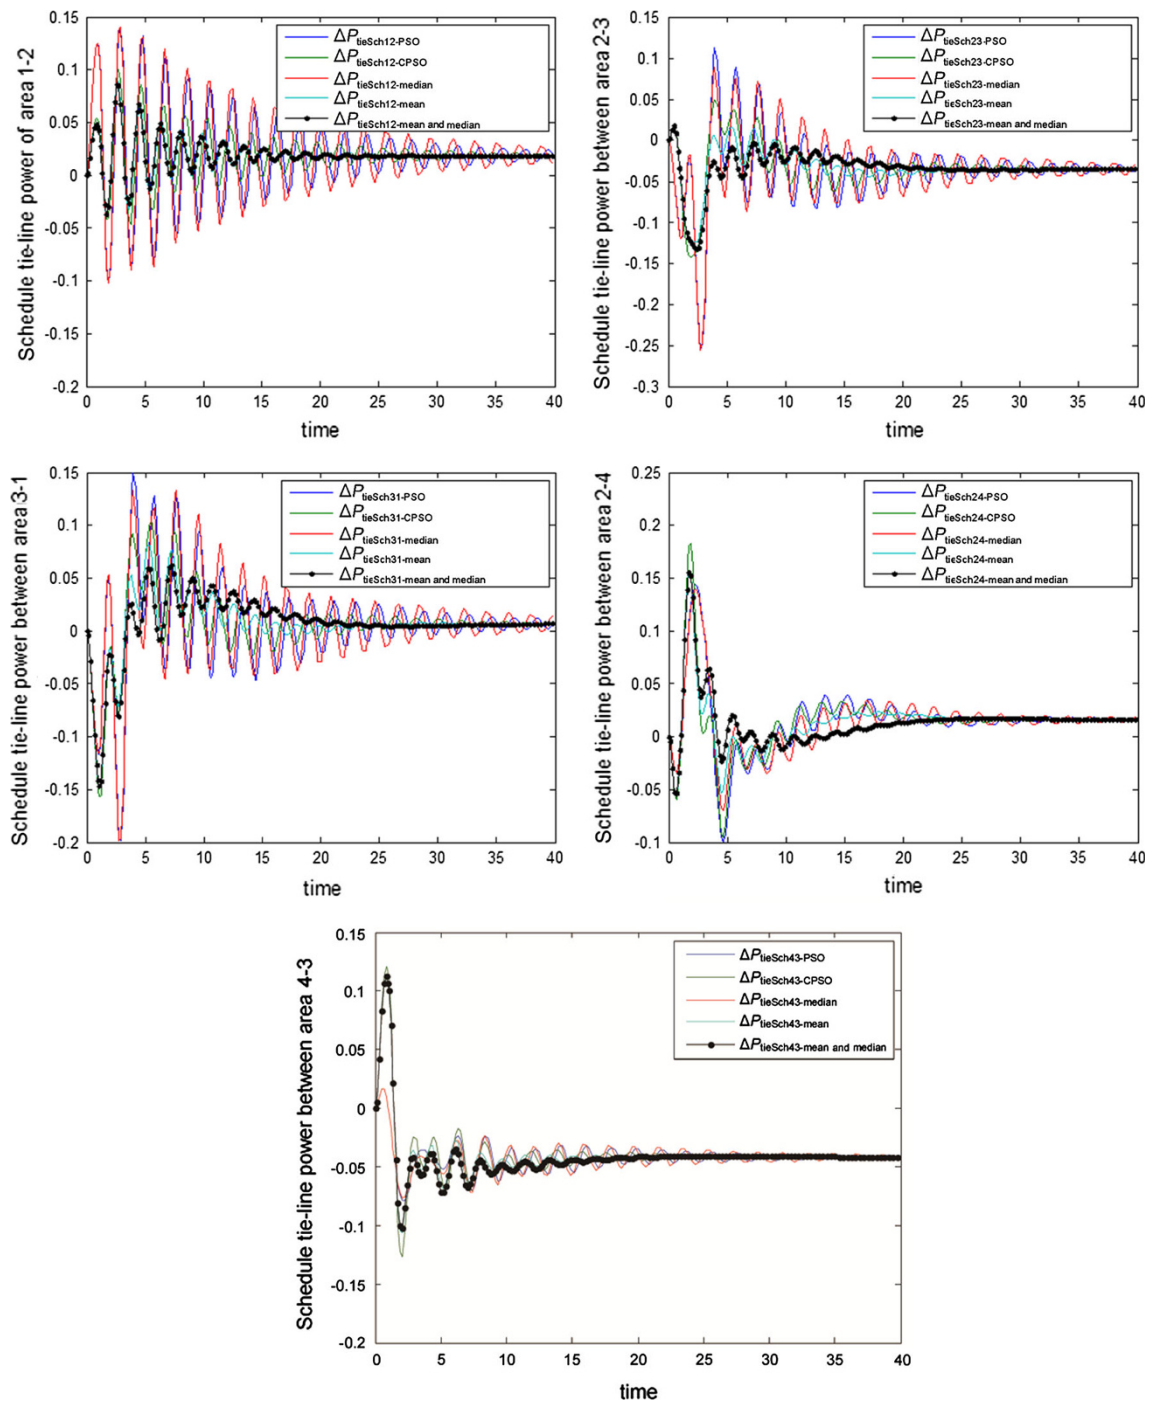 Schedule tie-line power of area 1-2
0.15
0.1
0.05
0
-0.05
-0.1
-0.15
-0.2
ΔPtieSch12-PSO
ΔPtieSch12-CPSO
ΔPtieSch12-median
ΔPtieSch12-mean
ΔPtieSch12-mean and median
0 5 10 15 20 25 30 35 40
time
Schedule tie-line power between area 2-3
0.15
0.1
0.05
0
-0.05
-0.1
-0.15
-0.2
-0.25
-0.3
ΔPtieSch23-PSO
ΔPtieSch23-CPSO
ΔPtieSch23-median
ΔPtieSch23-mean
ΔPtieSch23-mean and median
0 5 10 15 20 25 30 35 40
time
Schedule tie-line power between area 3-1
0.15
0.1
0.05
0
-0.05
-0.1
-0.15
-0.2
ΔPtieSch31-PSO
ΔPtieSch31-CPSO
ΔPtieSch31-median
ΔPtieSch31-mean
ΔPtieSch31-mean and median
0 5 10 15 20 25 30 35 40
time
Schedule tie-line power between area 2-4
0.25
0.2
0.15
0.1
0.05
0
-0.05
-0.1
ΔPtieSch24-PSO
ΔPtieSch24-CPSO
ΔPtieSch24-median
ΔPtieSch24-mean
ΔPtieSch24-mean and median
0 5 10 15 20 25 30 35 40
time
Schedule tie-line power between area 4-3
0.15
0.1
0.05
0
-0.05
-0.1
-0.15
-0.2
ΔPtieSch43-PSO
ΔPtieSch43-CPSO
ΔPtieSch43-median
ΔPtieSch43-mean
ΔPtieSch43-mean and median
0 5 10 15 20 25 30 35 40
time